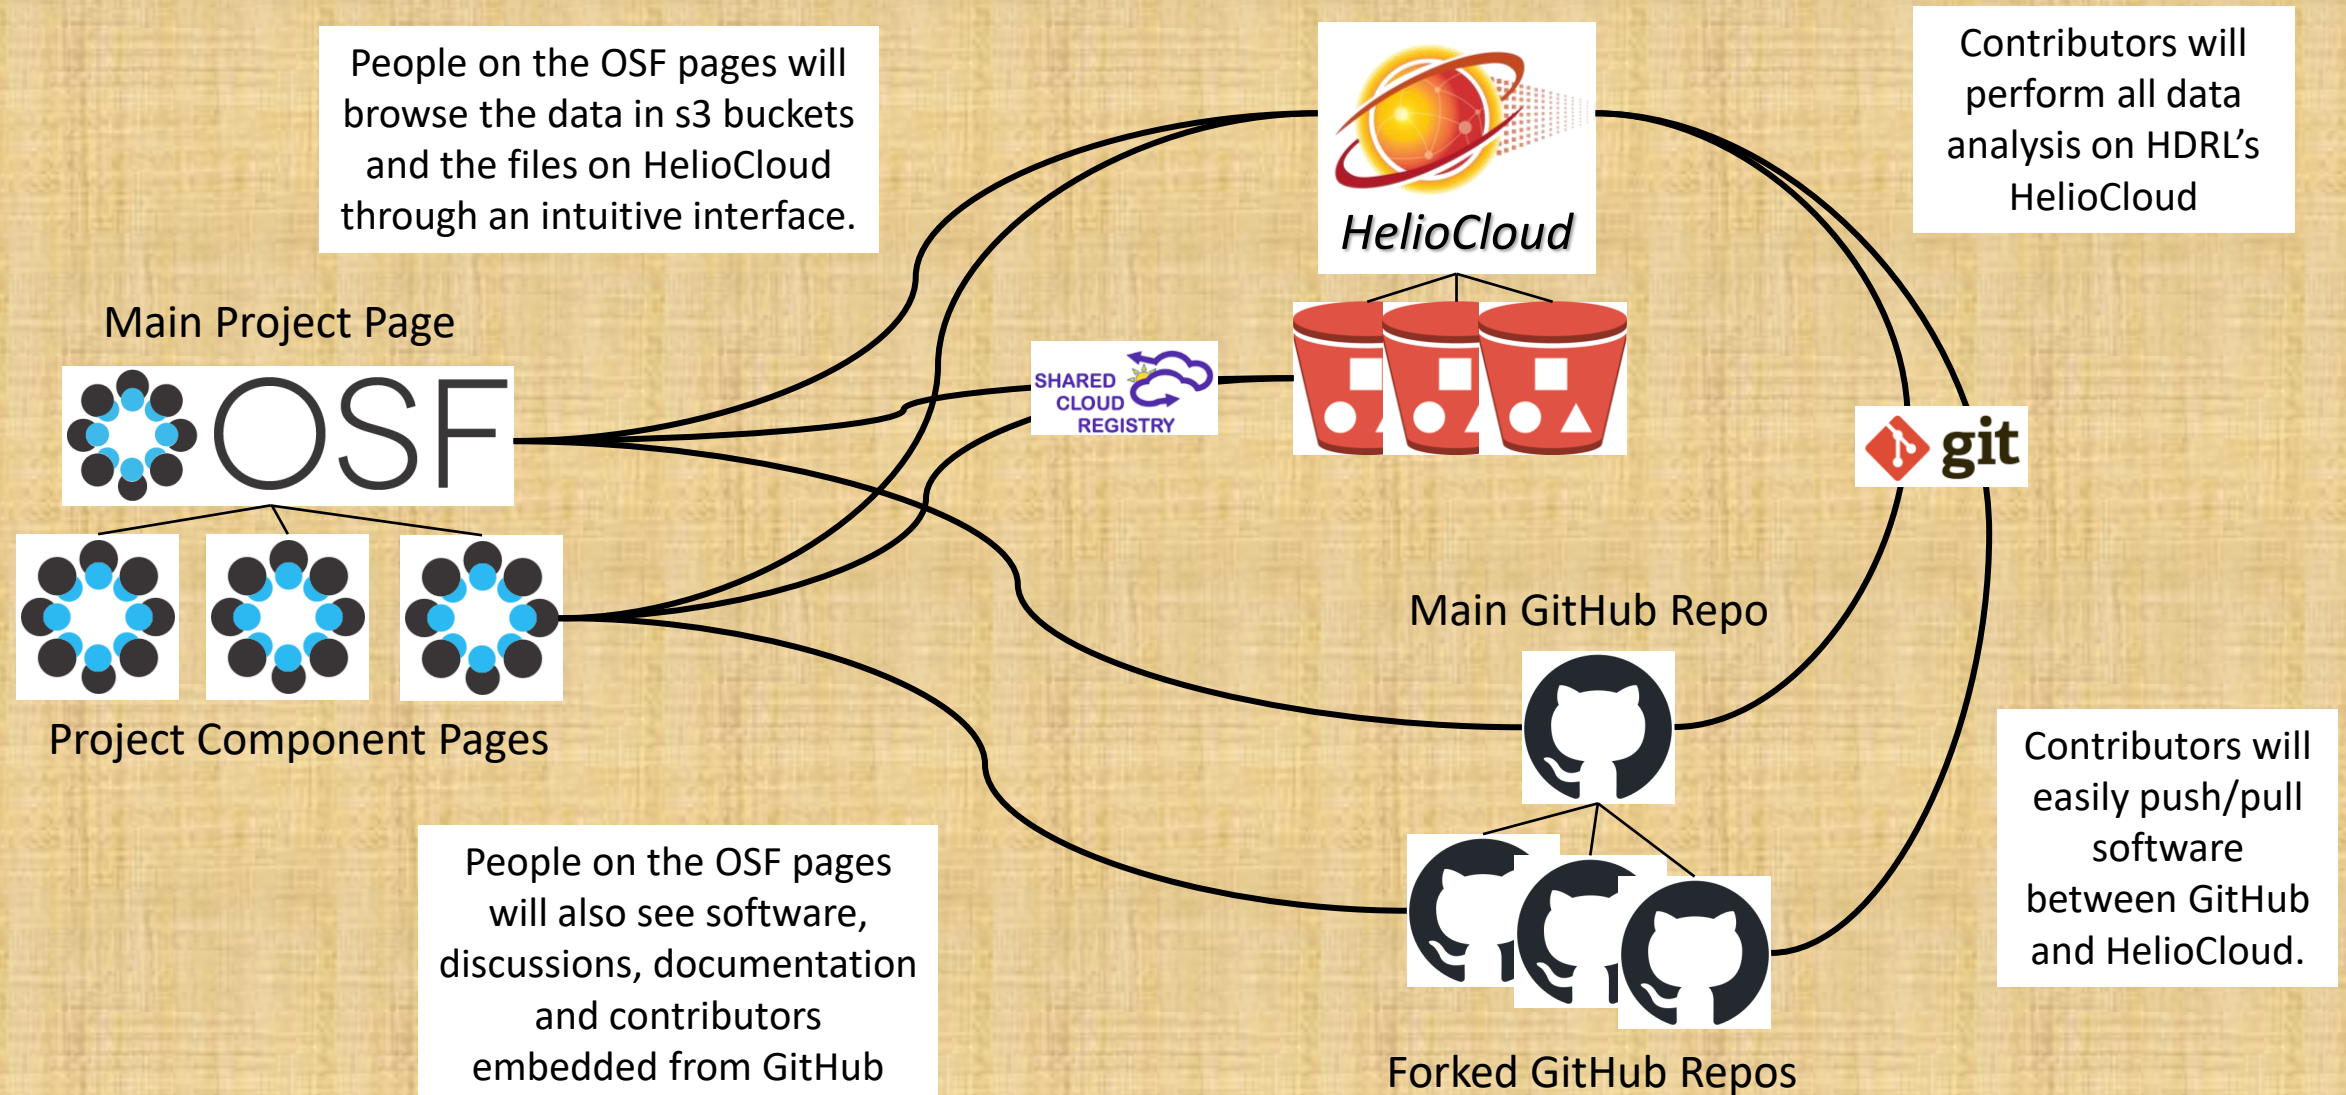 People on the OSF pages will
browse the data in s3 buckets
and the files on HelioCloud
through an intuitive interface.
HelioCloud
Contributors will
perform all data
analysis on HDRL’s
HelioCloud
Main Project Page
OSF
SHARED
CLOUD
REGISTRY
git
Project Component Pages
Main GitHub Repo
People on the OSF pages
will also see software,
discussions, documentation
and contributors
embedded from GitHub
Contributors will
easily push/pull
software
between GitHub
and HelioCloud.
Forked GitHub Repos